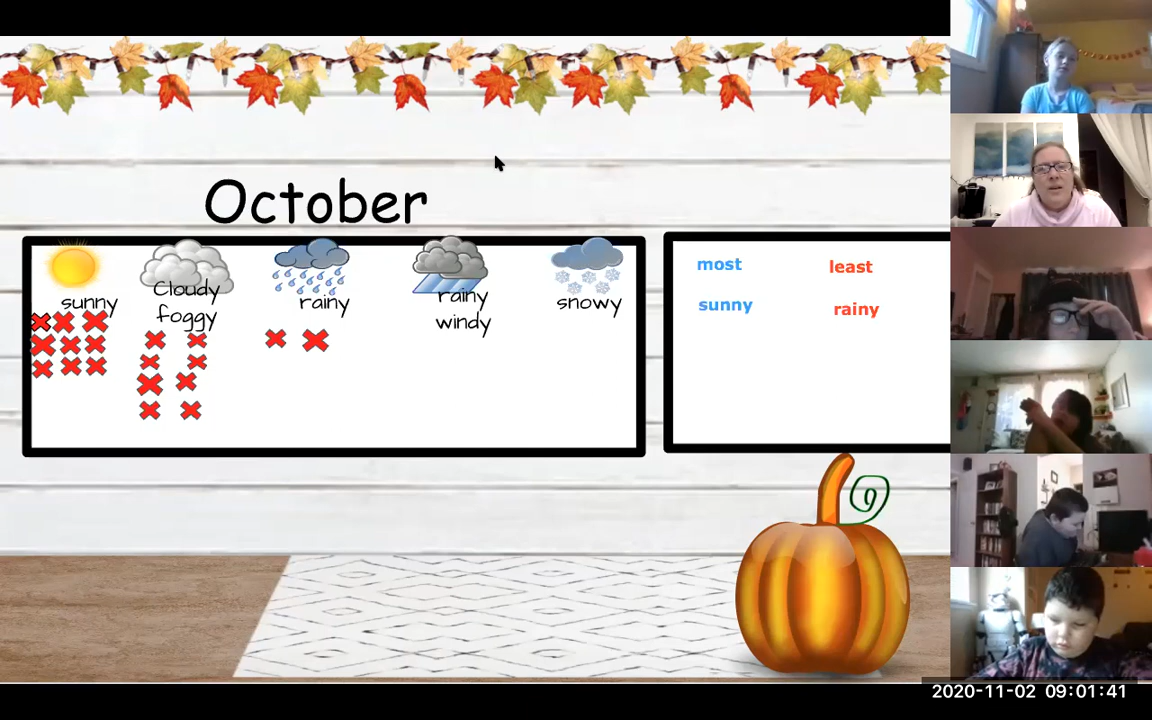 October
sunny
Cloudy
foggy
rainy
rainy
windy
snowy
most
least
sunny
rainy
2020-11-02 09:01:41